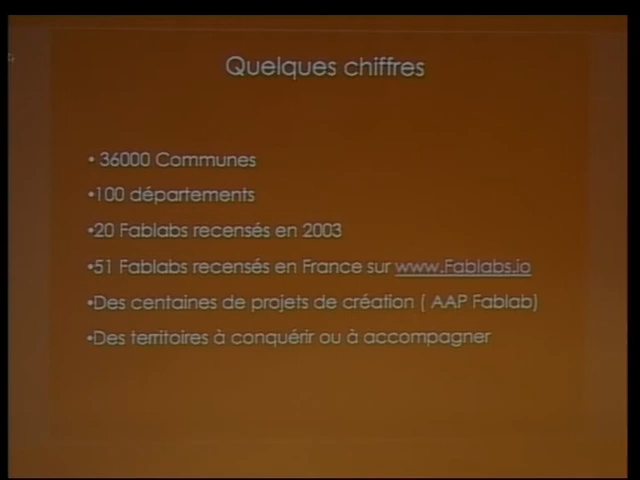 Quelques chiffres
• 36000 Communes
•100 départements
•20 Fablabs recensés en 2003
•51 Fablabs recensés en France sur www.Fablabs.io
•Des centaines de projets de création ( AAP Fablab)
•Des territoires à conquérir ou à accompagner